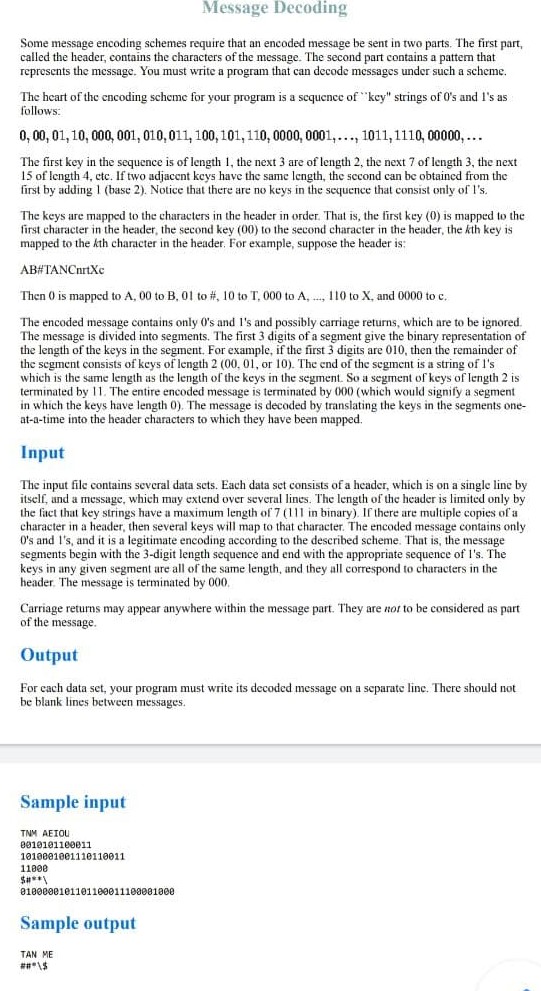 Message Decoding
Some message encoding schemes require that an encoded message be sent in two parts. The first part,
called the header, contains the characters of the message. The second part contains a pattern that
represents the message. You must write a program that can decode messages under such a scheme.
The heart of the encoding scheme for your program is a sequence of ``key" strings of 0's and 1's as
follows:
0, 00, 01, 10, 000, 001, 010, 011, 100, 101, 110, 0000, 0001, . . ., 1011, 1110, 00000, . . .
The first key in the sequence is of length 1, the next 3 are of length 2, the next 7 of length 3, the next
15 of length 4, etc. If two adjacent keys have the same length, the second can be obtained from the
first by adding 1 (base 2). Notice that there are no keys in the sequence that consist only of 1's.
The keys are mapped to the characters in the header in order. That is, the first key (0) is mapped to the
first character in the header, the second key (00) to the second character in the header, the kth key is
mapped to the kth character in the header. For example, suppose the header is:
AB#TANCnrtXc
Then 0 is mapped to A, 00 to B, 01 to #, 10 to T, 000 to A, ..., 110 to X, and 0000 to c.
The encoded message contains only 0's and 1's and possibly carriage returns, which are to be ignored.
The message is divided into segments. The first 3 digits of a segment give the binary representation of
the length of the keys in the segment. For example, if the first 3 digits are 010, then the remainder of
the segment consists of keys of length 2 (00, 01, or 10). The end of the segment is a string of 1's
which is the same length as the length of the keys in the segment. So a segment of keys of length 2 is
terminated by 11. The entire encoded message is terminated by 000 (which would signify a segment
in which the keys have length 0). The message is decoded by translating the keys in the segments one-
at-a-time into the header characters to which they have been mapped.
Input
The input file contains several data sets. Each data set consists of a header, which is on a single line by
itself, and a message, which may extend over several lines. The length of the header is limited only by
the fact that key strings have a maximum length of 7 (111 in binary). If there are multiple copies of a
character in a header, then several keys will map to that character. The encoded message contains only
0's and 1's, and it is a legitimate encoding according to the described scheme. That is, the message
segments begin with the 3-digit length sequence and end with the appropriate sequence of 1's. The
keys in any given segment are all of the same length, and they all correspond to characters in the
header. The message is terminated by 000.
Carriage returns may appear anywhere within the message part. They are not to be considered as part
of the message.
Output
For each data set, your program must write its decoded message on a separate line. There should not
be blank lines between messages.
Sample input
TNM AEIOU
0010101100011
1010001001110110011
11000
$#**\
0100000101101100011100001000
Sample output
TAN ME
##*\$